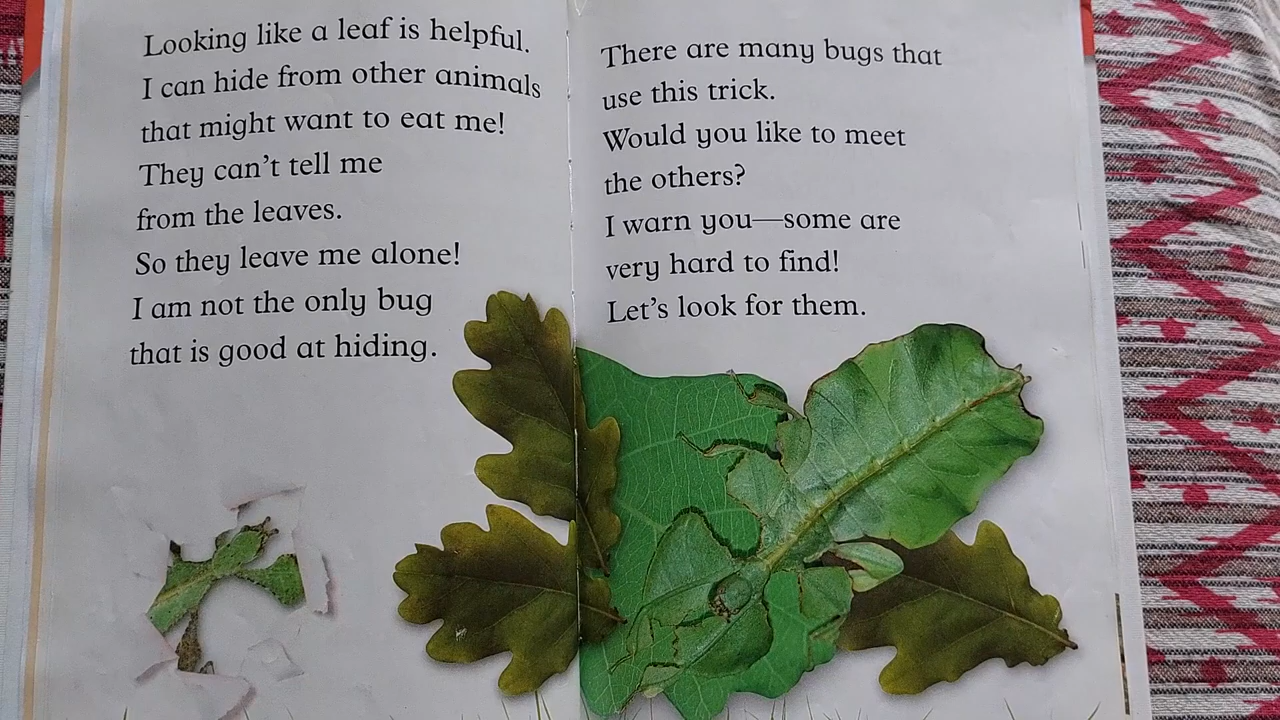 Looking like a leaf is helpful.
I can hide from other animals
that might want to eat me!
They can't tell me
from the leaves.
So they leave me alone!
I am not the only bug
that is good at hiding.
There are many bugs that
use this trick.
Would you like to meet
the others?
I warn you—some are
very hard to find!
Let's look for them.